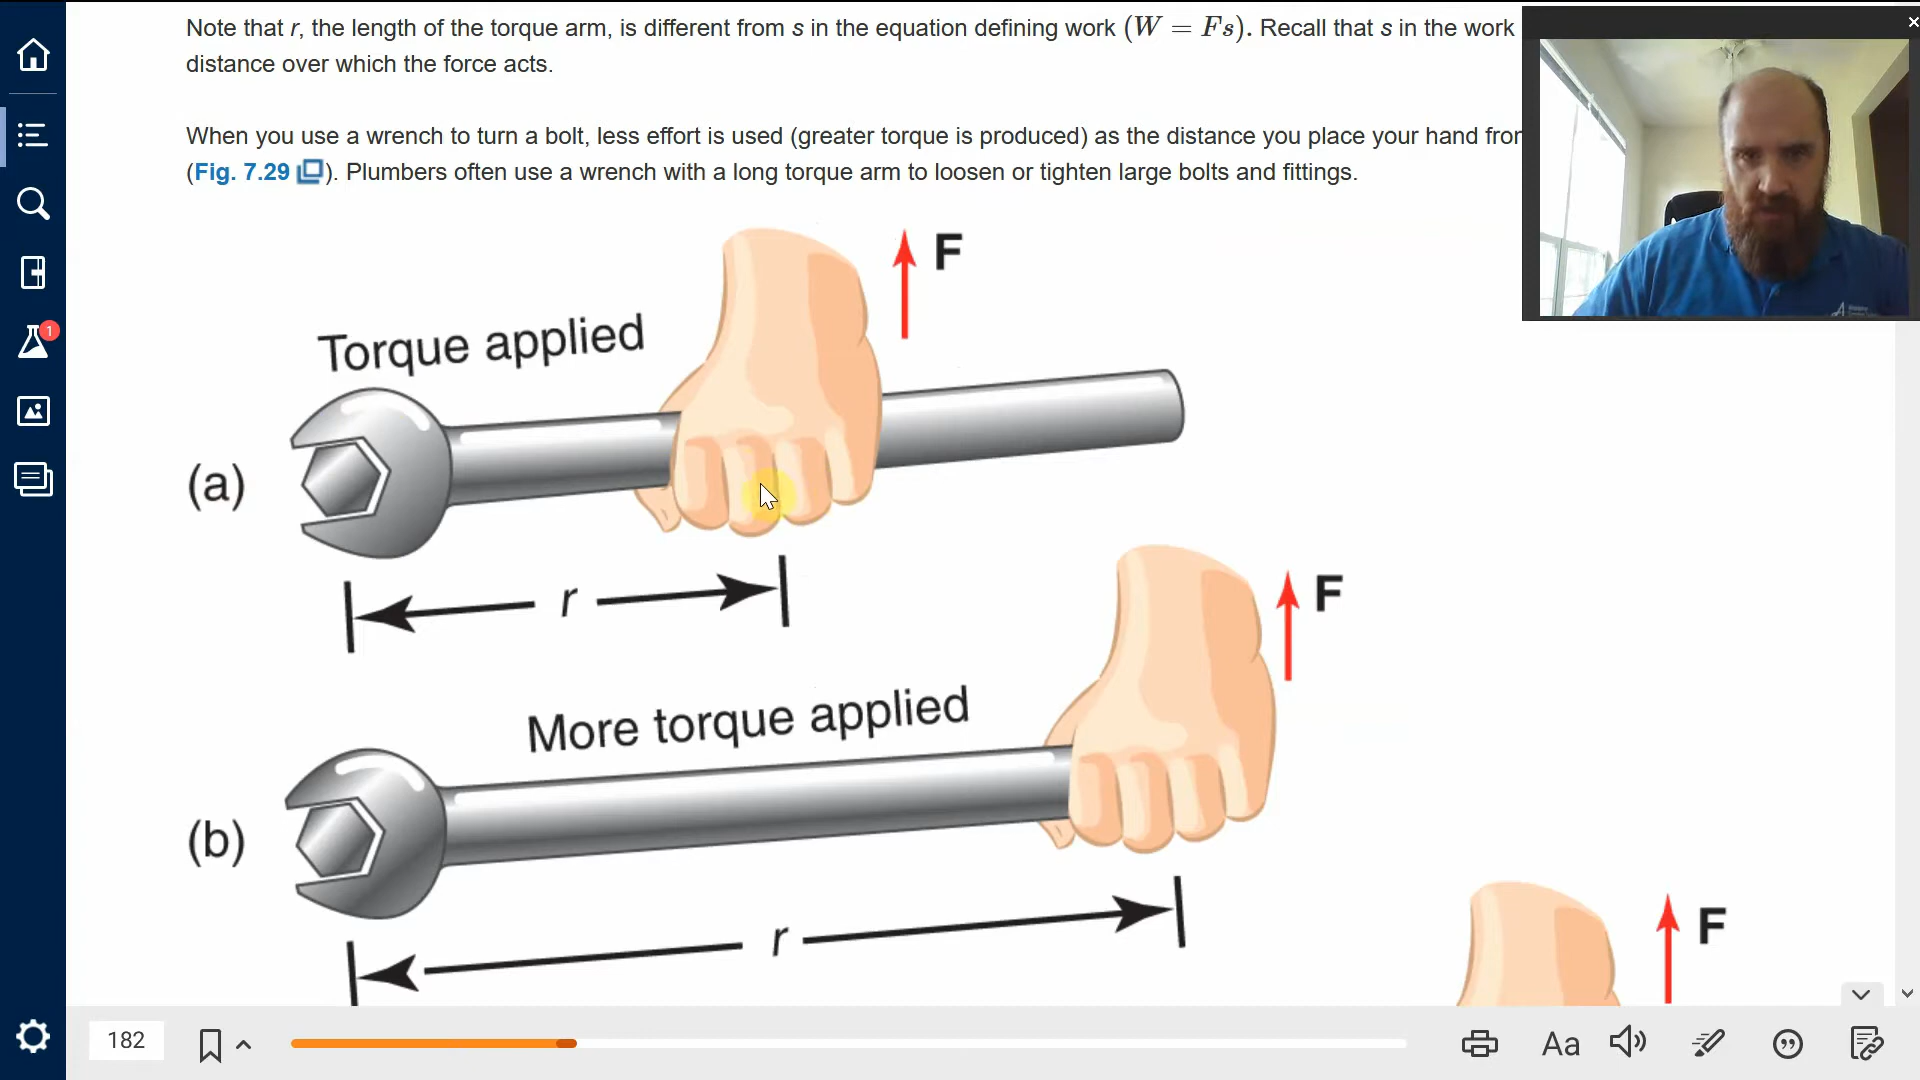 Note that r, the length of the torque arm, is different from s in the equation defining work (W = Fs). Recall that s in the work
distance over which the force acts.
When you use a wrench to turn a bolt, less effort is used (greater torque is produced) as the distance you place your hand
(Fig. 7.29). Plumbers often use a wrench with a long torque arm to loosen or tighten large bolts and fittings.
F
Torque applied
(a)
r
F
More torque applied
(b)
r
F
1
182
Aa